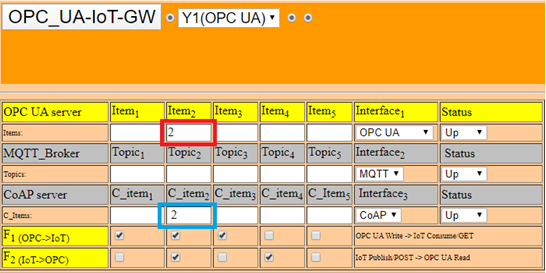 OPC_UA-IoT-GW Y1(OPC UA)
OPC UA server Item1 Item2 Item3 Item4 Item5 Interface1 Status
Items: 2 OPC UA Up
MQTT_Broker Topic1 Topic2 Topic3 Topic4 Topic5 Interface2 Status
Topics: MQTT Up
CoAP server C_item1 C_item2 C_item3 C_item4 C_Item5 Interface3 Status
C_Items: 2 CoAP Up
F1 (OPC->IoT) OPC UA Write -> IoT Consume/GET
F2 (IoT->OPC) IoT Publish/POST -> OPC UA Read